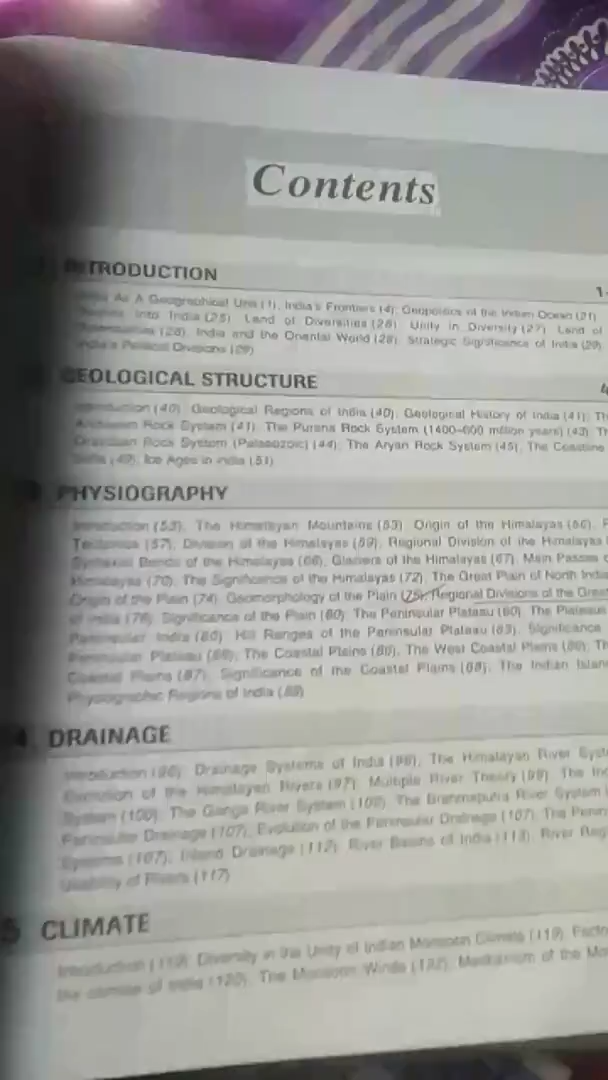 Contents
INTRODUCTION 1-
As A Geographical Unit (1), India's Frontiers (4), Geopolitics of the Indian Ocean (21),
into India (25), Land of Diversities (26), Unity in Diversity (27), Land of
(28), India and the Oriental World (28), Strategic Significance of India (29),
India's Political Divisions (29)
GEOLOGICAL STRUCTURE 4
Introduction (40), Geological Regions of India (40), Geological History of India (41), Th
Archaean Rock System (41), The Purana Rock System (1400–600 million years) (43), Th
Dravidian Rock System (Palaeozoic) (44), The Aryan Rock System (45), The Coastline
India (49), Ice Ages in India (51)
PHYSIOGRAPHY
Introduction (53), The Himalayan Mountains (53), Origin of the Himalayas (56), P
Tectonics (57), Division of the Himalayas (59), Regional Division of the Himalayas
Syntaxial Bends of the Himalayas (66), Glaciers of the Himalayas (67), Main Passes o
Himalayas (70), The Significance of the Himalayas (72), The Great Plain of North India
Origin of the Plain (74), Geomorphology of the Plain (75), Regional Divisions of the Great
of India (76), Significance of the Plain (80), The Peninsular Plateau (80), The Plateaus
Peninsular India (80), Hill Ranges of the Peninsular Plateau (83), Significance
Peninsular Plateau (86), The Coastal Plains (86), The West Coastal Plains (86), Th
Coastal Plains (87), Significance of the Coastal Plains (88), The Indian Islan
Physiographic Regions of India (89)
4 DRAINAGE
Introduction (96), Drainage Systems of India (96), The Himalayan River Syst
Evolution of the Himalayan Rivers (97), Multiple River Theory (99), The Ind
System (100), The Ganga River System (102), The Brahmaputra River System
Peninsular Drainage (107), Evolution of the Peninsular Drainage (107), The Penin
Systems (107), Inland Drainage (112), River Basins of India (113), River Reg
Usability of Rivers (117)
5 CLIMATE
Introduction (119), Diversity in the Unity of Indian Monsoon Climate (119), Facto
the climate of India (120), The Monsoon Winds (122), Mechanism of the Mo